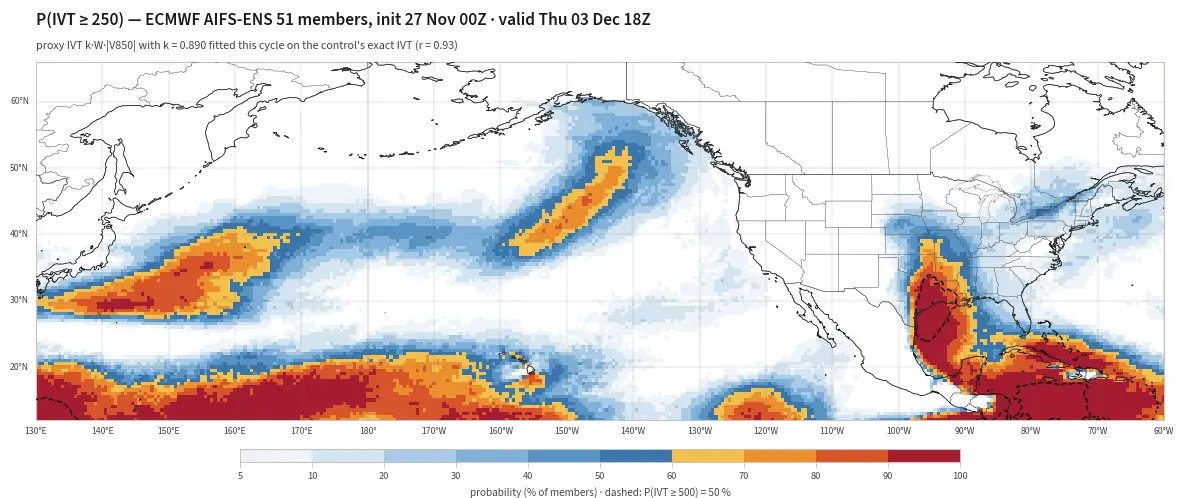 P(IVT ≥ 250) — ECMWF AIFS-ENS 51 members, init 27 Nov 00Z · valid Thu 03 Dec 18Z
proxy IVT k·W·|V850| with k = 0.890 fitted this cycle on the control's exact IVT (r = 0.93)
60°N
50°N
40°N
30°N
20°N
130°E 140°E 150°E 160°E 170°E 180° 170°W 160°W 150°W 140°W 130°W 120°W 110°W 100°W 90°W 80°W 70°W 60°W
5 10 20 30 40 50 60 70 80 90 100
probability (% of members) · dashed: P(IVT ≥ 500) = 50 %